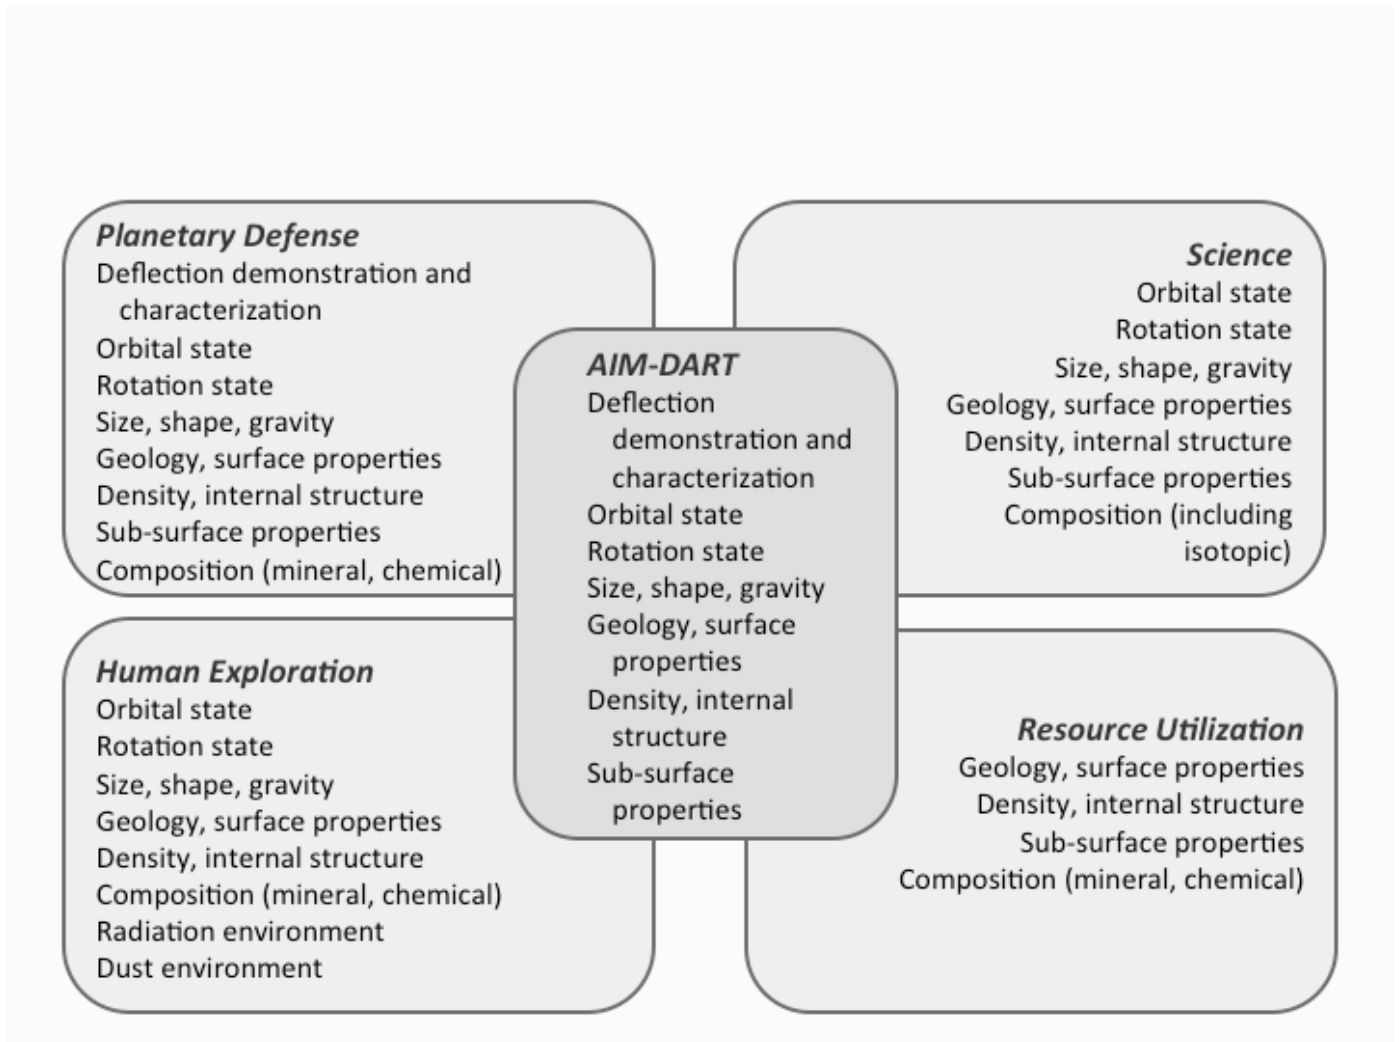 Planetary Defense
Deflection demonstration and
characterization
Orbital state
Rotation state
Size, shape, gravity
Geology, surface properties
Density, internal structure
Sub-surface properties
Composition (mineral, chemical)
Science
Orbital state
Rotation state
Size, shape, gravity
Geology, surface properties
Density, internal structure
Sub-surface properties
Composition (including
isotopic)
AIM-DART
Deflection
demonstration and
characterization
Orbital state
Rotation state
Size, shape, gravity
Geology, surface
properties
Density, internal
structure
Sub-surface
properties
Human Exploration
Orbital state
Rotation state
Size, shape, gravity
Geology, surface properties
Density, internal structure
Composition (mineral, chemical)
Radiation environment
Dust environment
Resource Utilization
Geology, surface properties
Density, internal structure
Sub-surface properties
Composition (mineral, chemical)